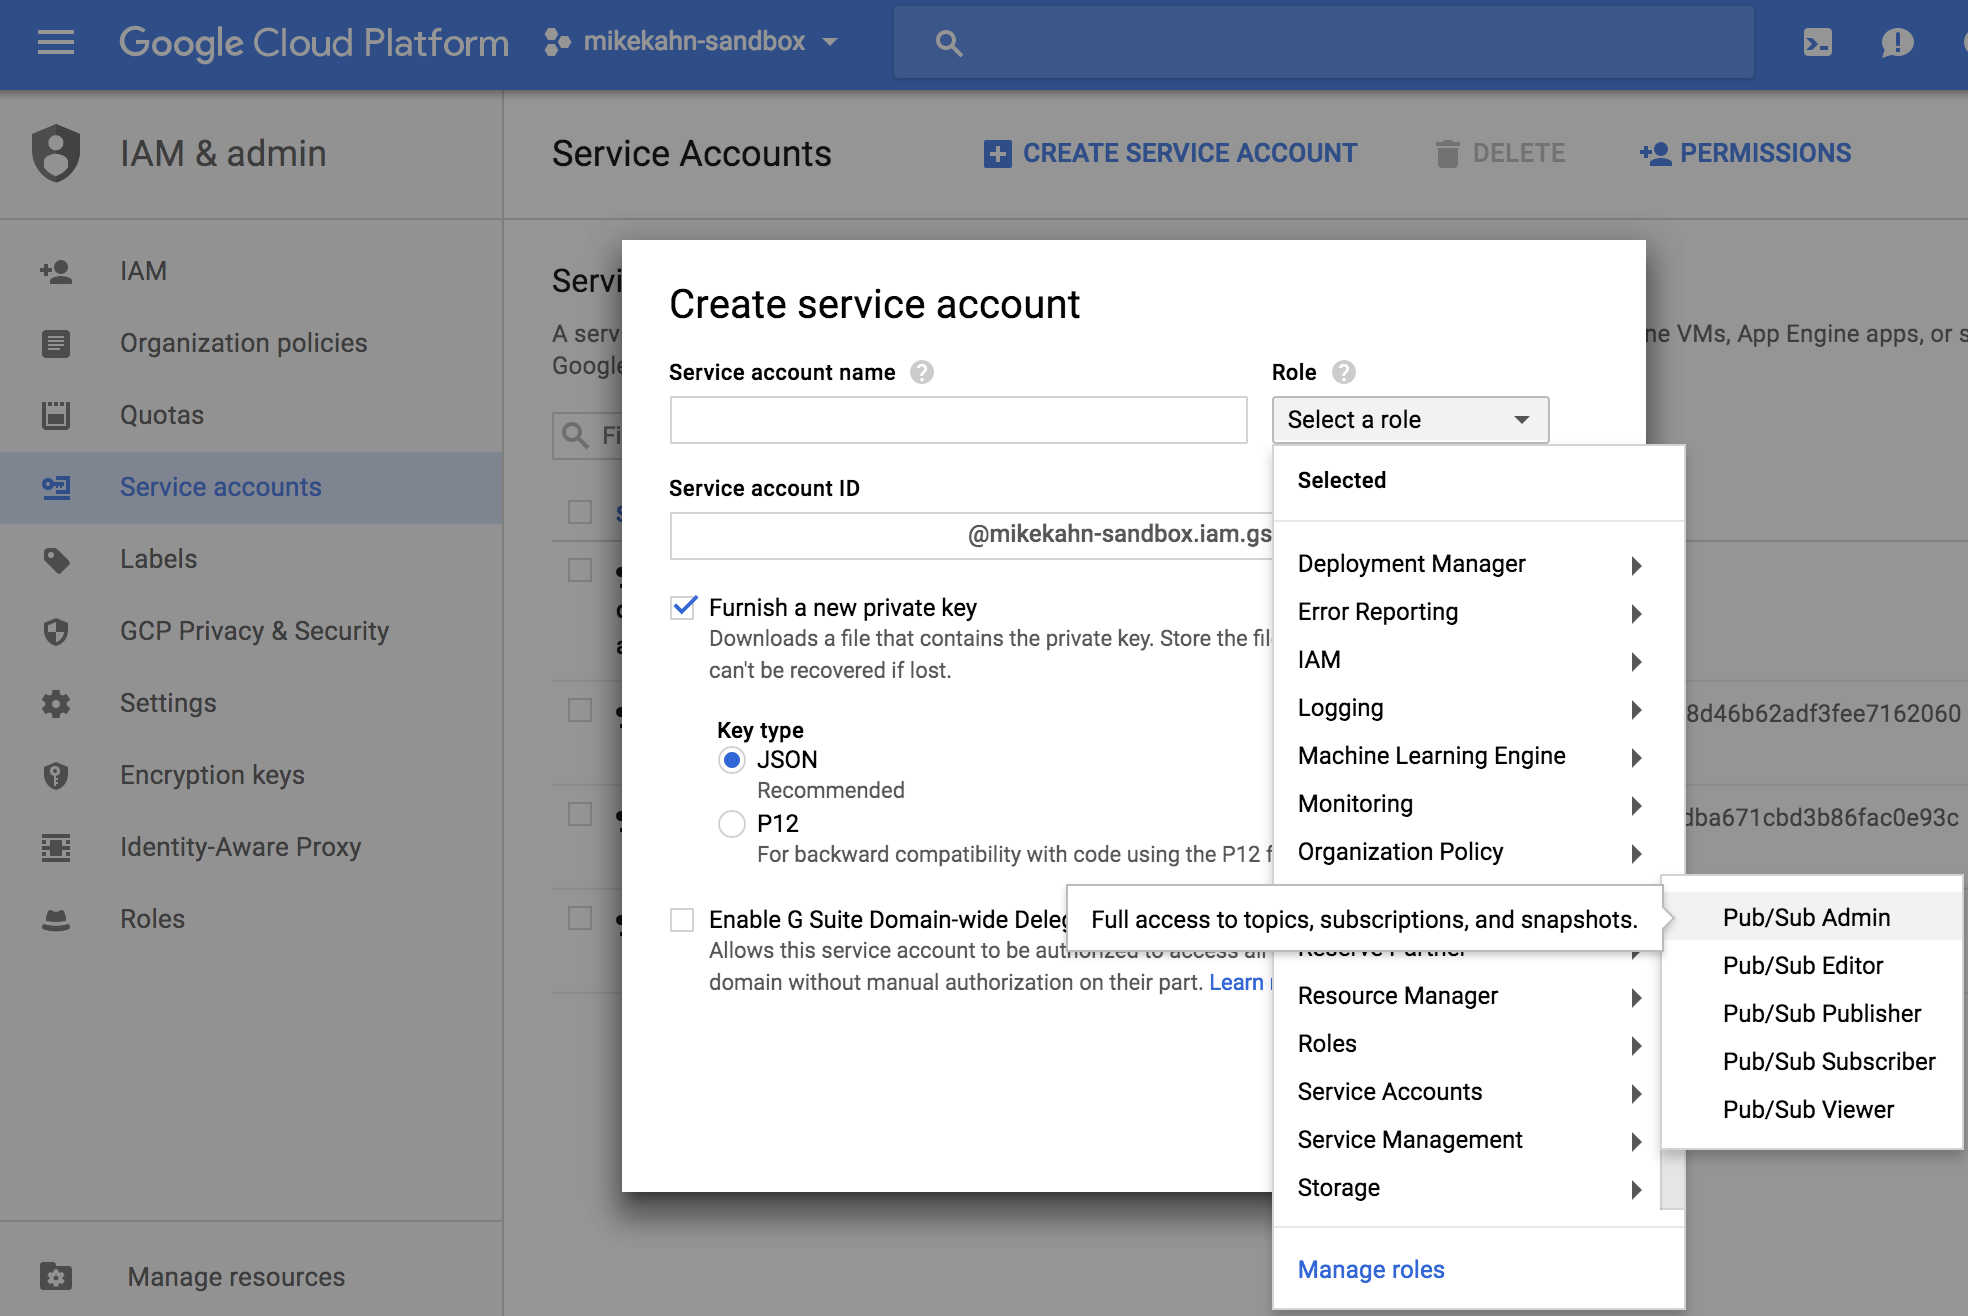 Google Cloud Platform
mikekahn-sandbox
IAM & admin
Service Accounts
CREATE SERVICE ACCOUNT
DELETE
PERMISSIONS
IAM
Organization policies
Quotas
Service accounts
Labels
GCP Privacy & Security
Settings
Encryption keys
Identity-Aware Proxy
Roles
Manage resources
Servi
A serv
ne VMs, App Engine apps, or s
Google
Fi
8d46b62adf3fee7162060
dba671cbd3b86fac0e93c
Create service account
Service account name
Role
Select a role
Service account ID
@mikekahn-sandbox.iam.gs
Furnish a new private key
Downloads a file that contains the private key. Store the fil
can't be recovered if lost.
Key type
JSON
Recommended
P12
For backward compatibility with code using the P12 f
Enable G Suite Domain-wide Deleg
Allows this service account to be authorized to access all
domain without manual authorization on their part. Learn
Selected
Deployment Manager
Error Reporting
IAM
Logging
Machine Learning Engine
Monitoring
Organization Policy
Full access to topics, subscriptions, and snapshots.
Reserve Partner
Resource Manager
Roles
Service Accounts
Service Management
Storage
Manage roles
Pub/Sub Admin
Pub/Sub Editor
Pub/Sub Publisher
Pub/Sub Subscriber
Pub/Sub Viewer